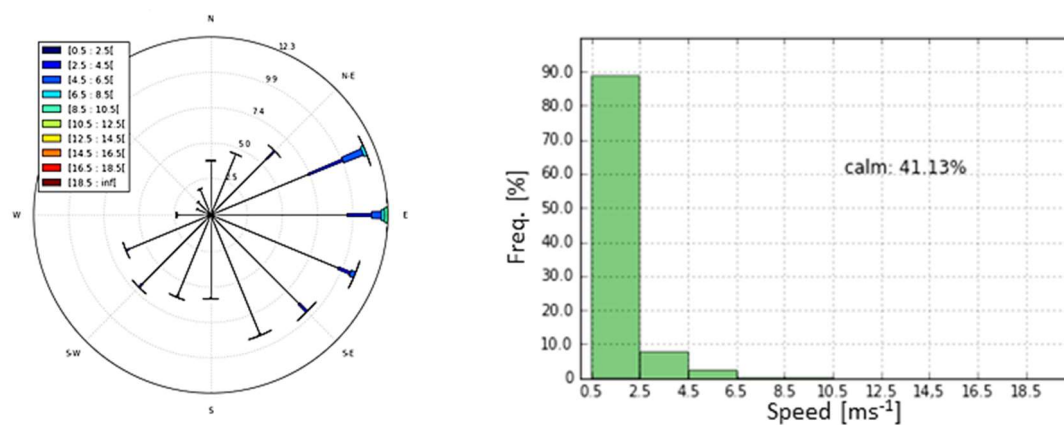 N
12.3
N-E
9.9
7.4
5.0
2.5
W
E
S-W
S-E
S
[0.5 : 2.5[
[2.5 : 4.5[
[4.5 : 6.5[
[6.5 : 8.5[
[8.5 : 10.5[
[10.5 : 12.5[
[12.5 : 14.5[
[14.5 : 16.5[
[16.5 : 18.5[
[18.5 : inf[
Freq. [%]
90.0
80.0
70.0
60.0
50.0
40.0
30.0
20.0
10.0
0
calm: 41.13%
0.5 2.5 4.5 6.5 8.5 10.5 12.5 14.5 16.5 18.5
Speed [ms⁻¹]